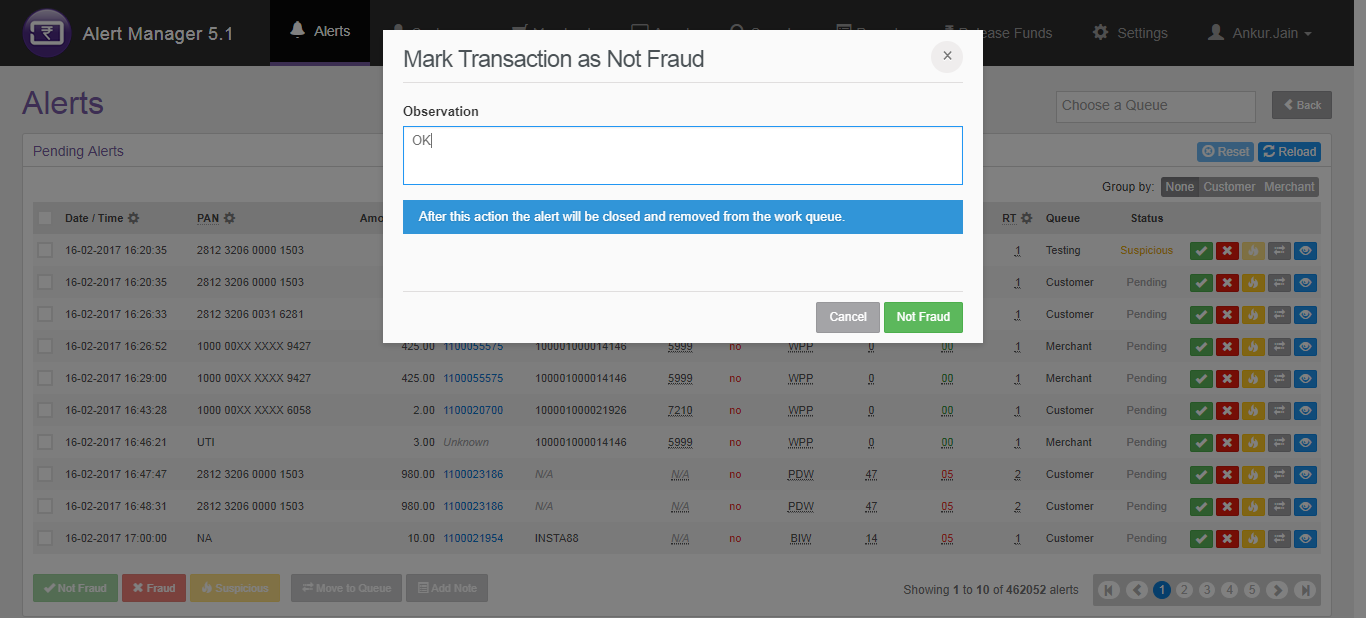 Alert Manager 5.1
Alerts
ease Funds
Settings
Ankur.Jain
Mark Transaction as Not Fraud
×
Observation
OK
After this action the alert will be closed and removed from the work queue.
Cancel
Not Fraud
Alerts
Choose a Queue
Back
Pending Alerts
Reset
Reload
Group by: None Customer Merchant
Date / Time PAN Amo RT Queue Status
16-02-2017 16:20:35 2812 3206 0000 1503 1 Testing Suspicious
16-02-2017 16:20:35 2812 3206 0000 1503 1 Customer Pending
16-02-2017 16:26:33 2812 3206 0031 6281 1 Customer Pending
16-02-2017 16:26:52 1000 00XX XXXX 9427 425.00 1100055575 100001000014146 5999 no WPP 0 00 1 Merchant Pending
16-02-2017 16:29:00 1000 00XX XXXX 9427 425.00 1100055575 100001000014146 5999 no WPP 0 00 1 Merchant Pending
16-02-2017 16:43:28 1000 00XX XXXX 6058 2.00 1100020700 100001000021926 7210 no WPP 0 00 1 Customer Pending
16-02-2017 16:46:21 UTI 3.00 Unknown 100001000014146 5999 no WPP 0 00 1 Merchant Pending
16-02-2017 16:47:47 2812 3206 0000 1503 980.00 1100023186 N/A N/A no PDW 47 05 2 Customer Pending
16-02-2017 16:48:31 2812 3206 0000 1503 980.00 1100023186 N/A N/A no PDW 47 05 2 Customer Pending
16-02-2017 17:00:00 NA 10.00 1100021954 INSTA88 N/A no BIW 14 05 1 Customer Pending
Not Fraud Fraud Suspicious Move to Queue Add Note
Showing 1 to 10 of 462052 alerts
1 2 3 4 5